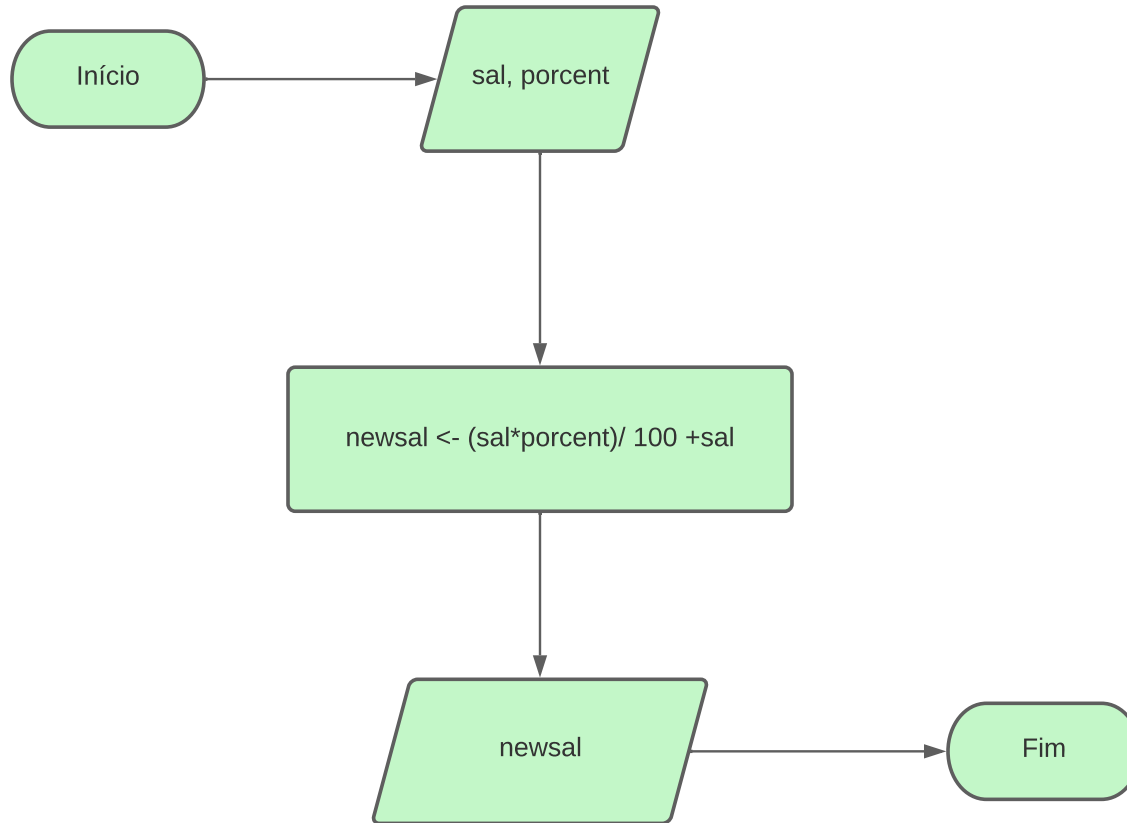 Início
sal, porcent
newsal <- (sal*porcent)/ 100 +sal
newsal
Fim